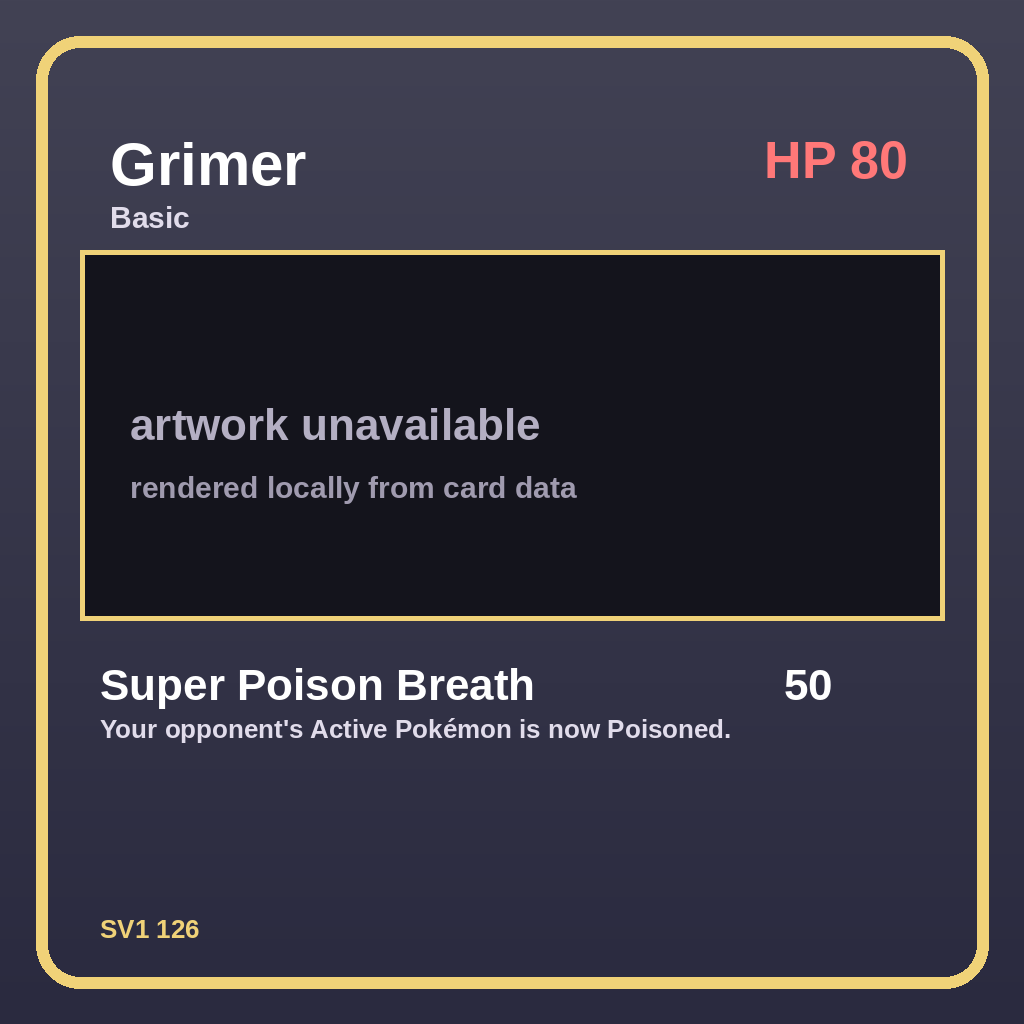 Grimer
HP 80
Basic
artwork unavailable
rendered locally from card data
Super Poison Breath
50
Your opponent's Active Pokémon is now Poisoned.
SV1 126